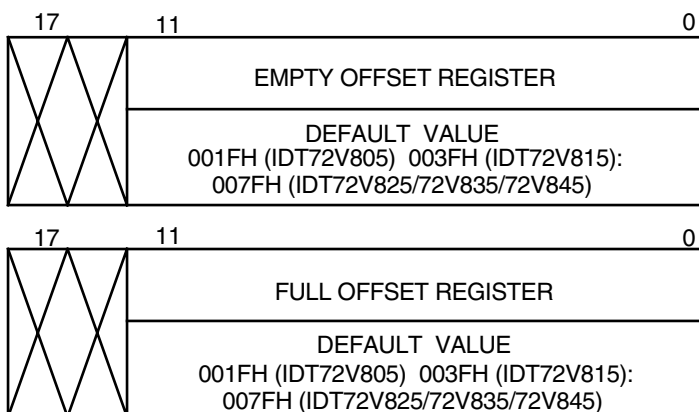 17 11 0
EMPTY OFFSET REGISTER
DEFAULT VALUE
001FH (IDT72V805) 003FH (IDT72V815):
007FH (IDT72V825/72V835/72V845)
17 11 0
FULL OFFSET REGISTER
DEFAULT VALUE
001FH (IDT72V805) 003FH (IDT72V815):
007FH (IDT72V825/72V835/72V845)